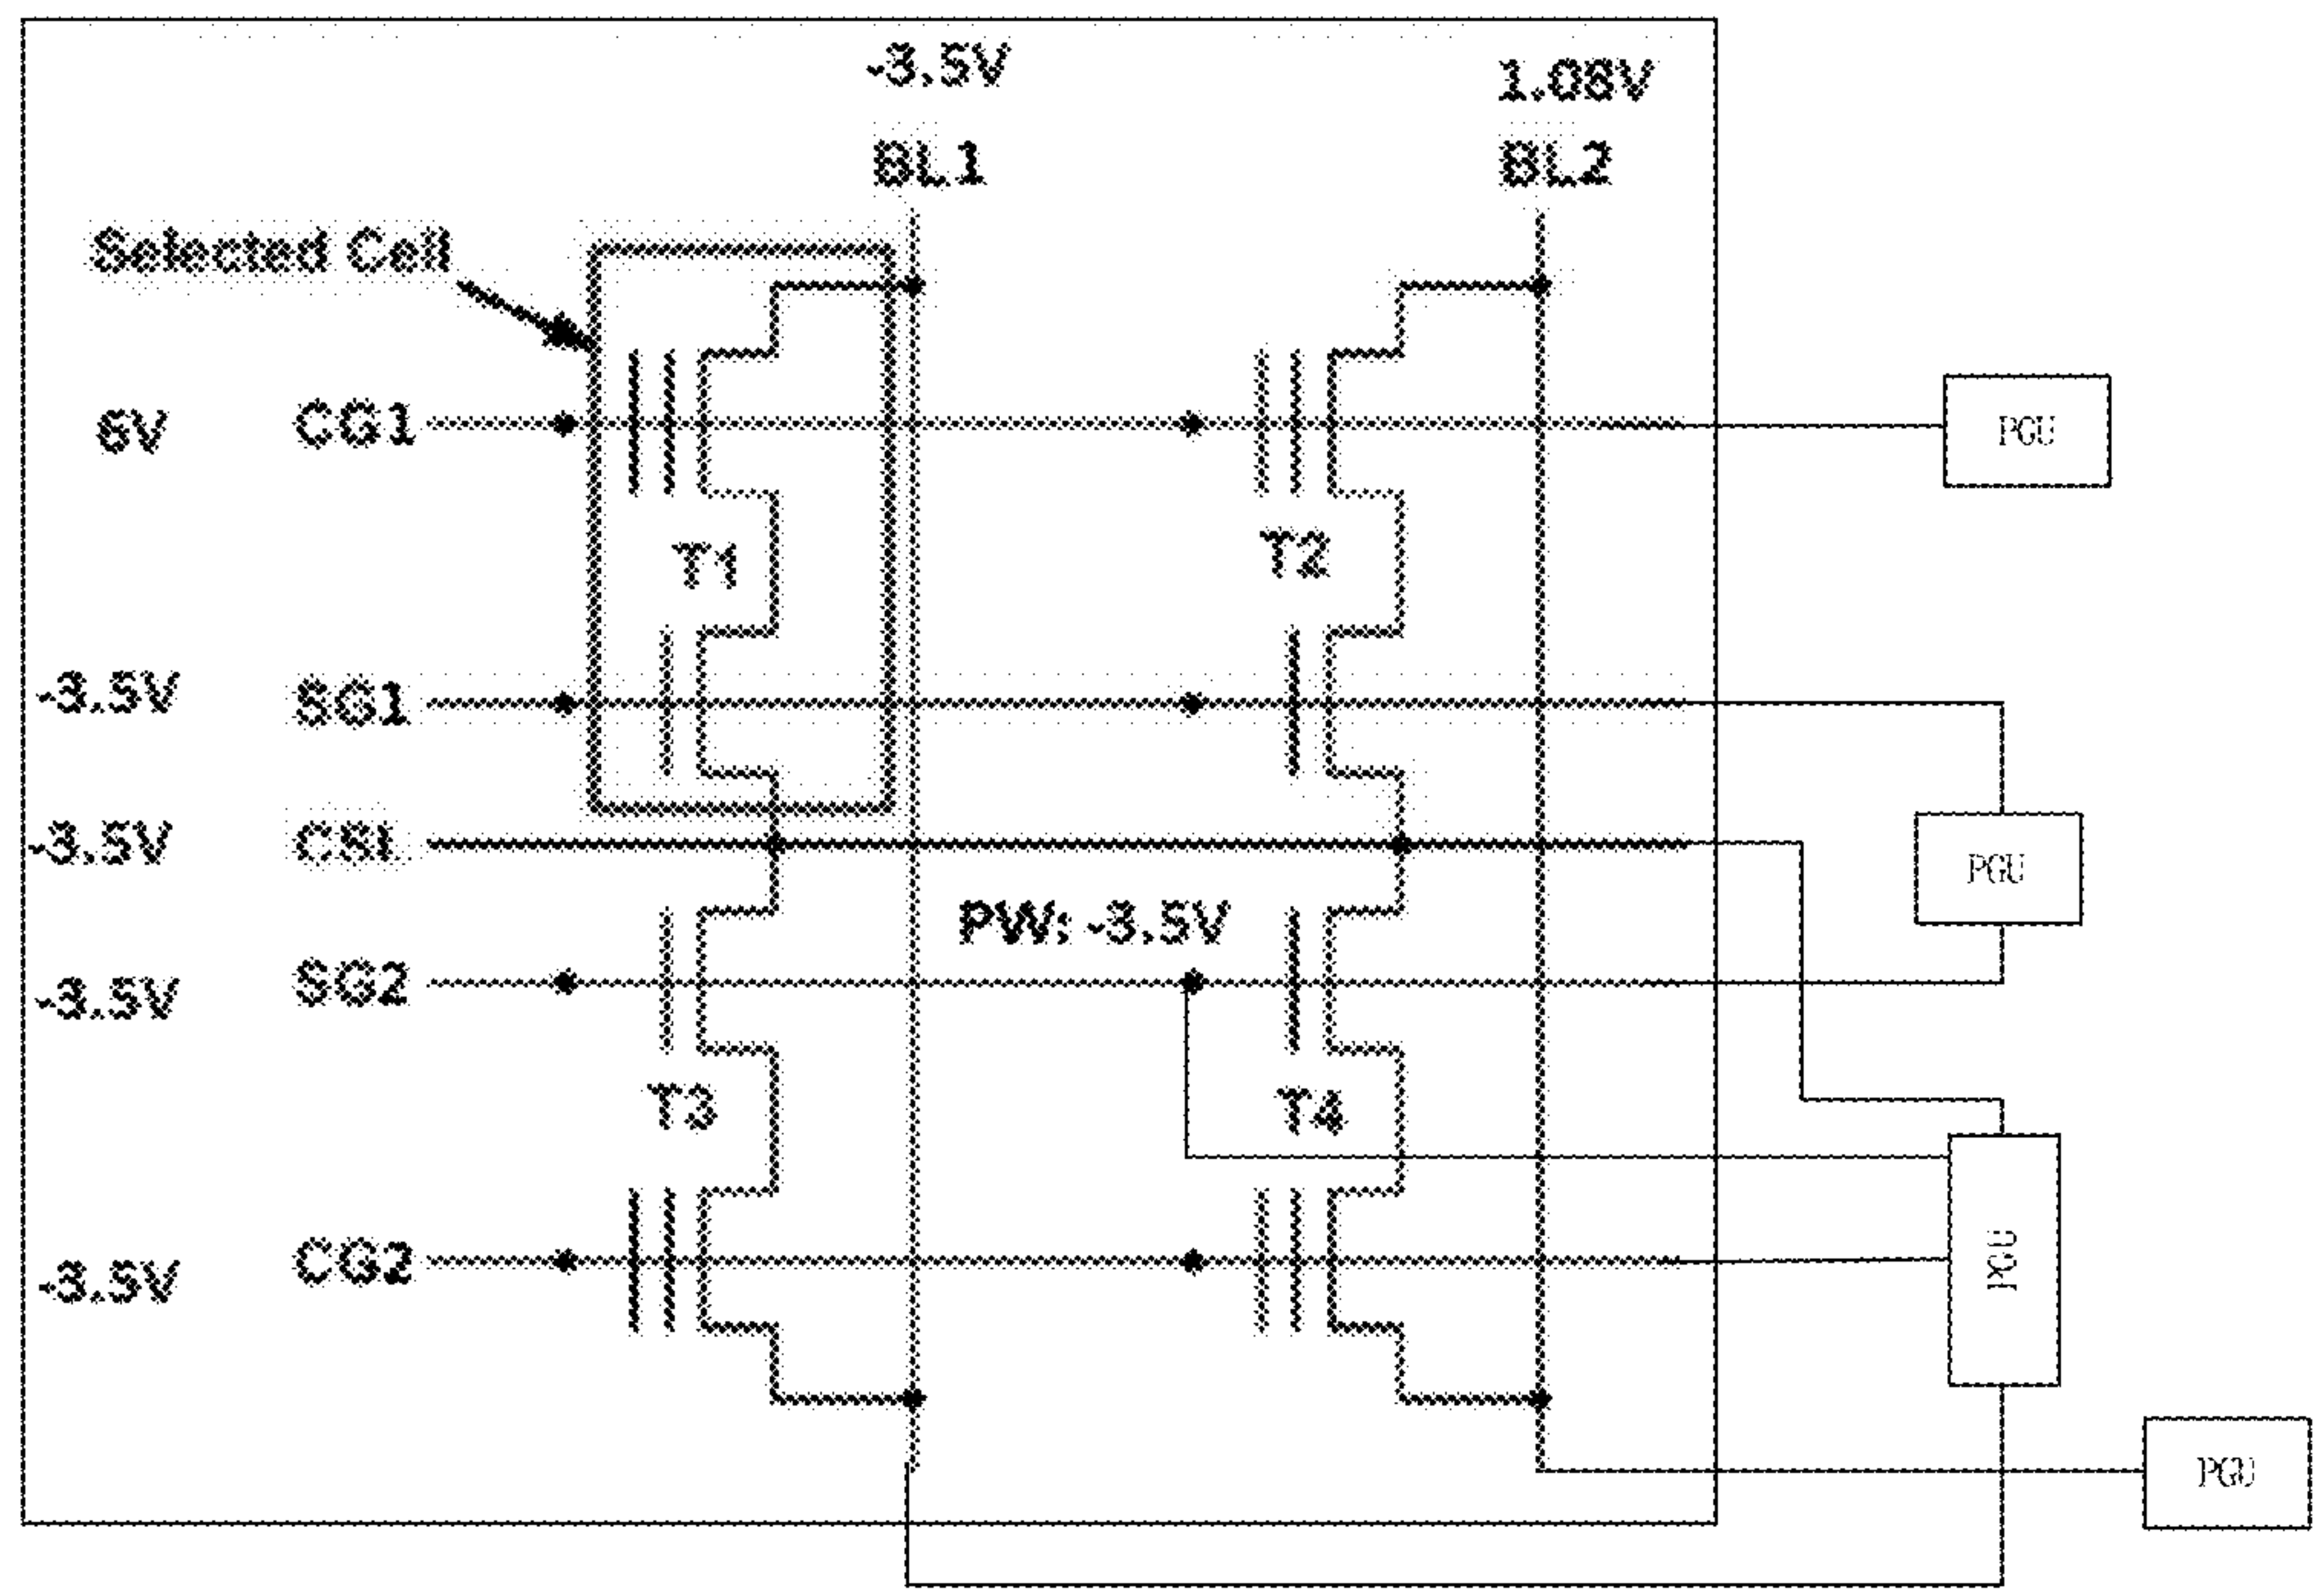 -3.5V
1.08V
BL1
BL2
Selected Cell
6V
CG1
PGU
T1
T2
-3.5V
SG1
-3.5V
CSL
PGU
PW: -3.5V
-3.5V
SG2
T3
T4
-3.5V
CG2
PGU
PGU